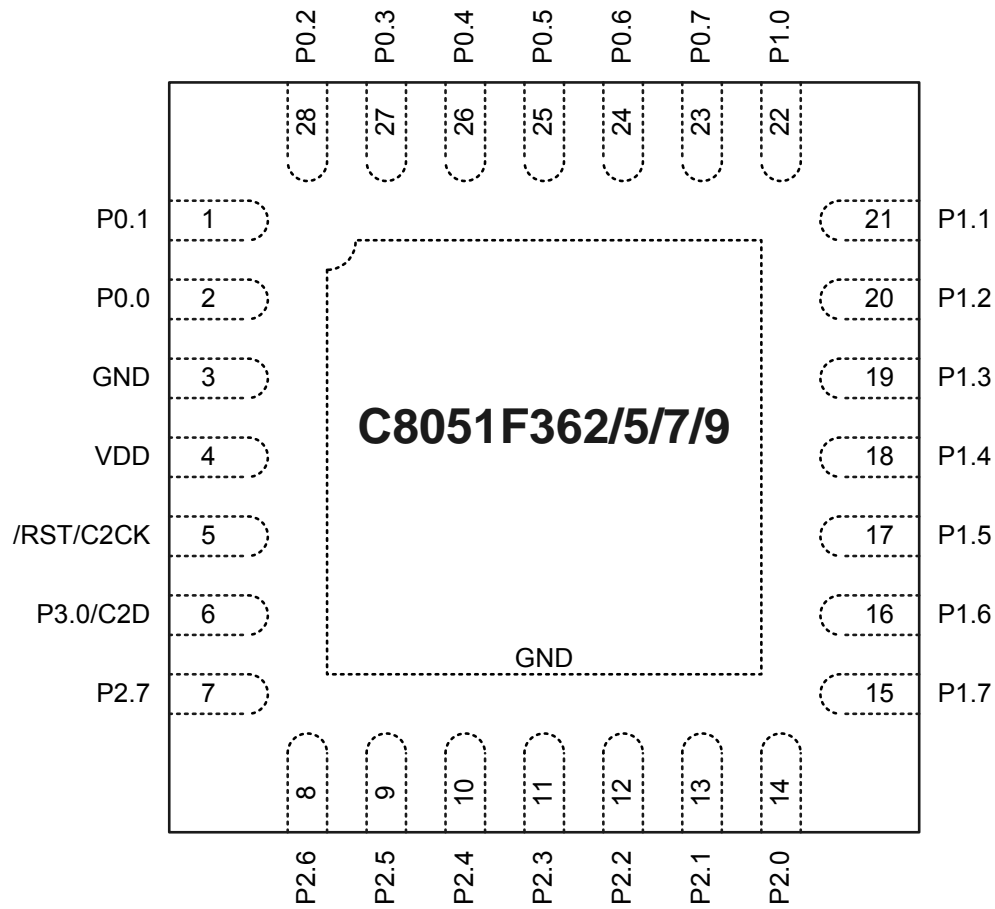 P0.2 P0.3 P0.4 P0.5 P0.6 P0.7 P1.0
28 27 26 25 24 23 22
P0.1 1 21 P1.1
P0.0 2 20 P1.2
GND 3 19 P1.3
C8051F362/5/7/9
VDD 4 18 P1.4
/RST/C2CK 5 17 P1.5
P3.0/C2D 6 16 P1.6
GND
P2.7 7 15 P1.7
8 9 10 11 12 13 14
P2.6 P2.5 P2.4 P2.3 P2.2 P2.1 P2.0